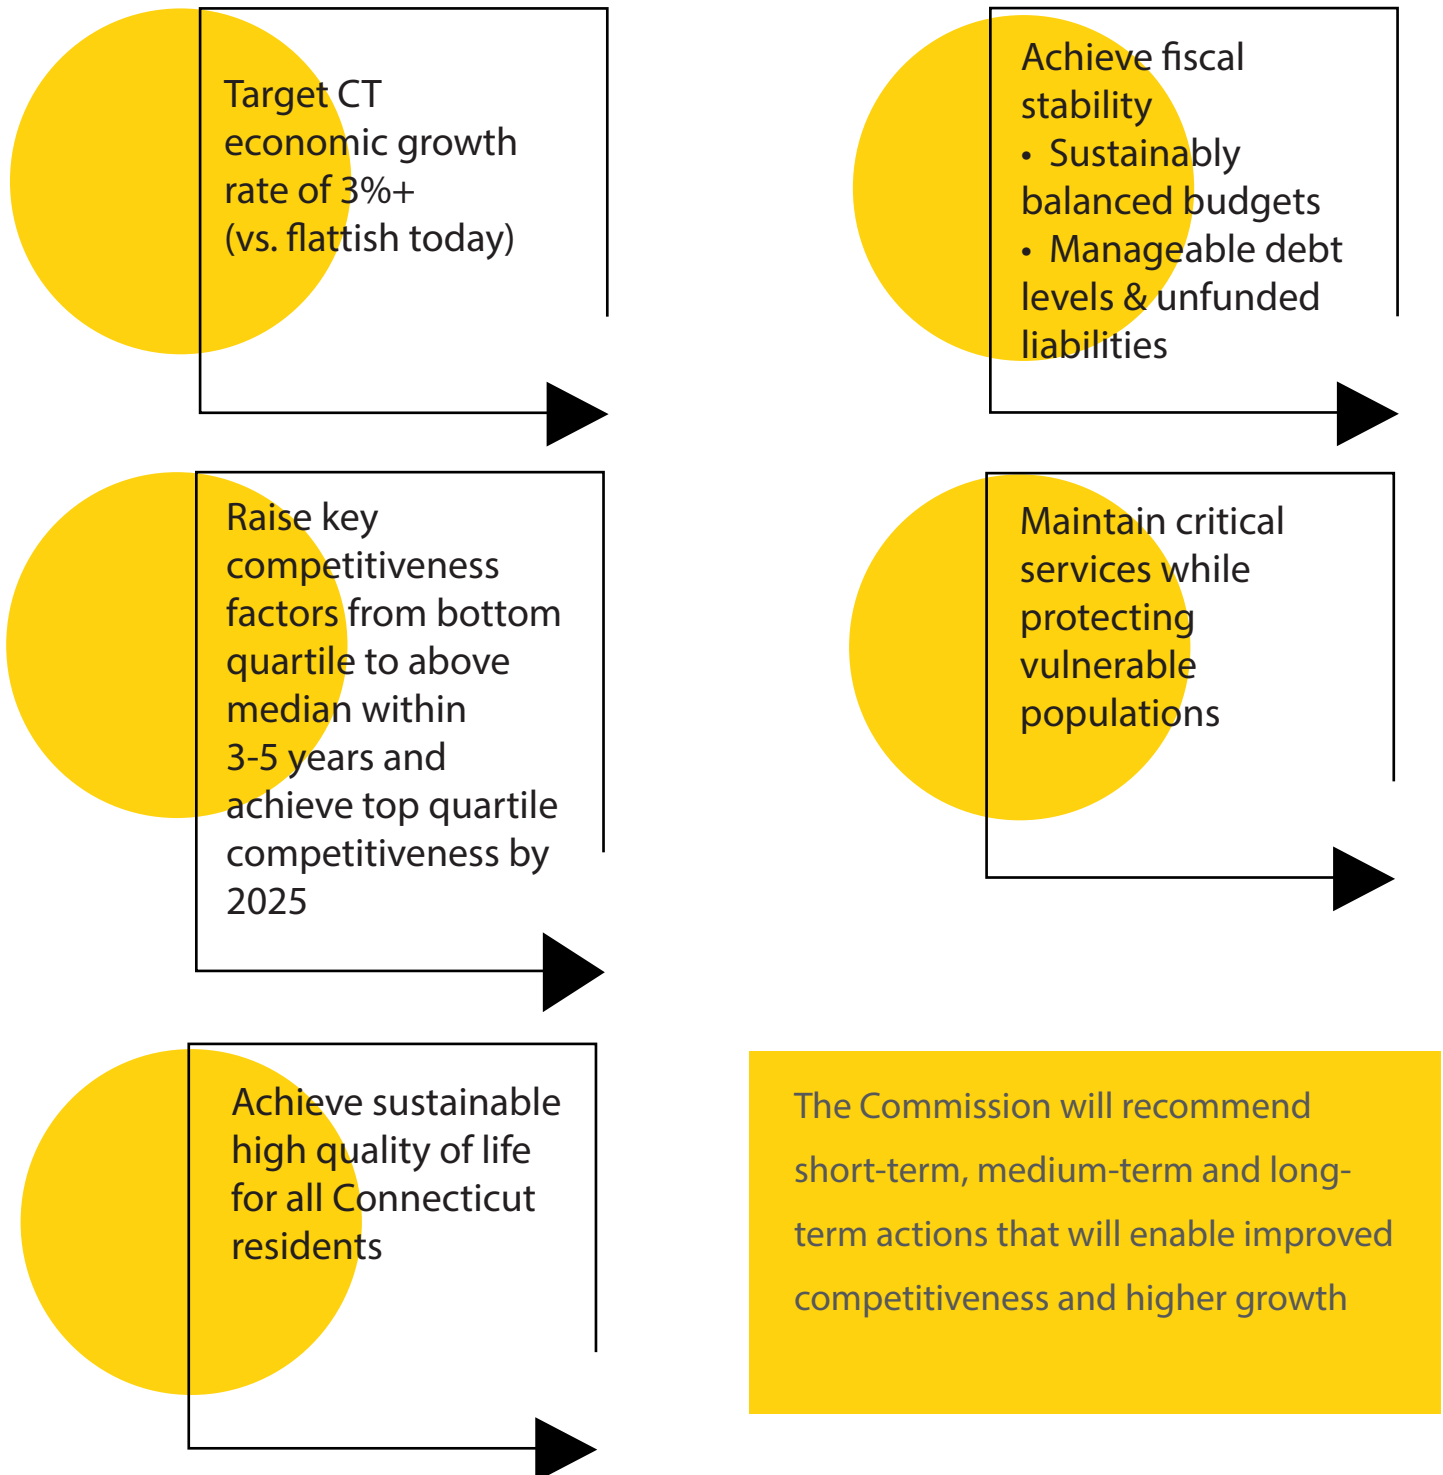 Target CT
economic growth
rate of 3%+
(vs. flattish today)
Achieve fiscal
stability
• Sustainably
balanced budgets
• Manageable debt
levels & unfunded
liabilities
Raise key
competitiveness
factors from bottom
quartile to above
median within
3-5 years and
achieve top quartile
competitiveness by
2025
Maintain critical
services while
protecting
vulnerable
populations
Achieve sustainable
high quality of life
for all Connecticut
residents
The Commission will recommend
short-term, medium-term and long-
term actions that will enable improved
competitiveness and higher growth